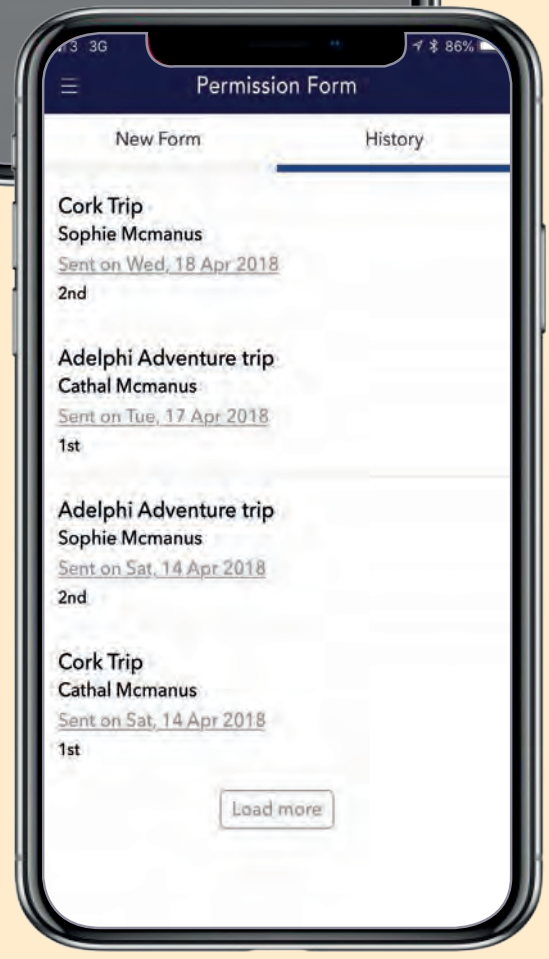 3 3G 86%
Permission Form
New Form History
Cork Trip
Sophie Mcmanus
Sent on Wed, 18 Apr 2018
2nd
Adelphi Adventure trip
Cathal Mcmanus
Sent on Tue, 17 Apr 2018
1st
Adelphi Adventure trip
Sophie Mcmanus
Sent on Sat, 14 Apr 2018
2nd
Cork Trip
Cathal Mcmanus
Sent on Sat, 14 Apr 2018
1st
Load more